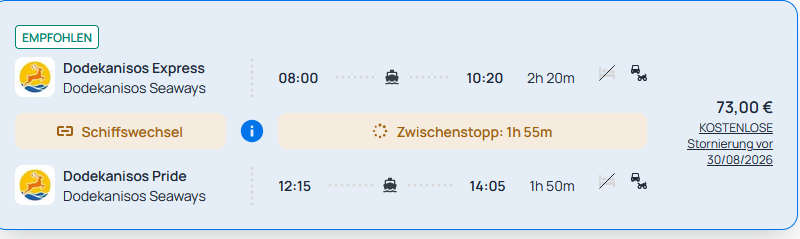 EMPFOHLEN
Dodekanisos Express
Dodekanisos Seaways
08:00 10:20 2h 20m
Schiffswechsel
i
Zwischenstopp: 1h 55m
73,00 €
KOSTENLOSE
Stornierung vor
30/08/2026
Dodekanisos Pride
Dodekanisos Seaways
12:15 14:05 1h 50m